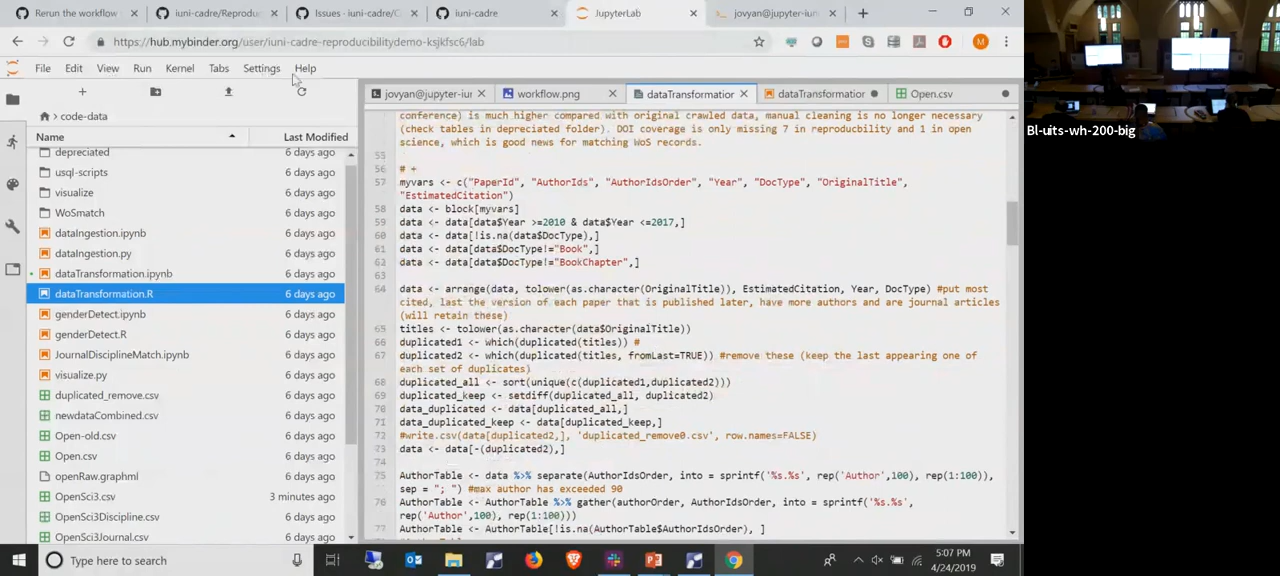 Rerun the workflow
iuni-cadre/Reprodu
Issues · iuni-cadre/C
iuni-cadre
JupyterLab
jovyan@jupyter-iuni
https://hub.mybinder.org/user/iuni-cadre-reproducibilitydemo-ksjkfsc6/lab
M
File Edit View Run Kernel Tabs Settings Help
jovyan@jupyter-iur
workflow.png
dataTransformation
dataTransformation
Open.csv
code-data
Name
Last Modified
depreciated 6 days ago
usql-scripts 6 days ago
visualize 6 days ago
WoSmatch 6 days ago
dataIngestion.ipynb 6 days ago
dataIngestion.py 6 days ago
dataTransformation.ipynb 6 days ago
dataTransformation.R 6 days ago
genderDetect.ipynb 6 days ago
genderDetect.R 6 days ago
JournalDisciplineMatch.ipynb 6 days ago
visualize.py 6 days ago
duplicated_remove.csv 6 days ago
newdataCombined.csv 6 days ago
Open-old.csv 6 days ago
Open.csv 6 days ago
openRaw.graphml 6 days ago
OpenSci3.csv 3 minutes ago
OpenSci3Discipline.csv 6 days ago
OpenSci3Journal.csv 6 days ago
conference) is much higher compared with original crawled data, manual cleaning is no longer necessary
(check tables in depreciated folder). DOI coverage is only missing 7 in reproducbility and 1 in open
science, which is good news for matching WoS records.
55
56 # +
57 myvars <- c("PaperId", "AuthorIds", "AuthorIdsOrder", "Year", "DocType", "OriginalTitle",
"EstimatedCitation")
58 data <- block[myvars]
59 data <- data[data$Year >=2010 & data$Year <=2017,]
60 data <- data[!is.na(data$DocType),]
61 data <- data[data$DocType!="Book",]
62 data <- data[data$DocType!="BookChapter",]
63
64 data <- arrange(data, tolower(as.character(OriginalTitle)), EstimatedCitation, Year, DocType) #put most
cited, last the version of each paper that is published later, have more authors and are journal articles
(will retain these)
65 titles <- tolower(as.character(data$OriginalTitle))
66 duplicated1 <- which(duplicated(titles)) #
67 duplicated2 <- which(duplicated(titles, fromLast=TRUE)) #remove these (keep the last appearing one of
each set of duplicates)
68 duplicated_all <- sort(unique(c(duplicated1,duplicated2)))
69 duplicated_keep <- setdiff(duplicated_all, duplicated2)
70 data_duplicated <- data[duplicated_all,]
71 data_duplicated_keep <- data[duplicated_keep,]
72 #write.csv(data[duplicated2,], 'duplicated_remove0.csv', row.names=FALSE)
73 data <- data[-(duplicated2),]
74
75 AuthorTable <- data %>% separate(AuthorIdsOrder, into = sprintf('%s.%s', rep('Author',100), rep(1:100)),
sep = "; ") #max author has exceeded 90
76 AuthorTable <- AuthorTable %>% gather(authorOrder, AuthorIdsOrder, into = sprintf('%s.%s',
rep('Author',100), rep(1:100)))
77 AuthorTable <- AuthorTable[!is.na(AuthorTable$AuthorIdsOrder), ]
Type here to search
5:07 PM
4/24/2019
Bl-uits-wh-200-big